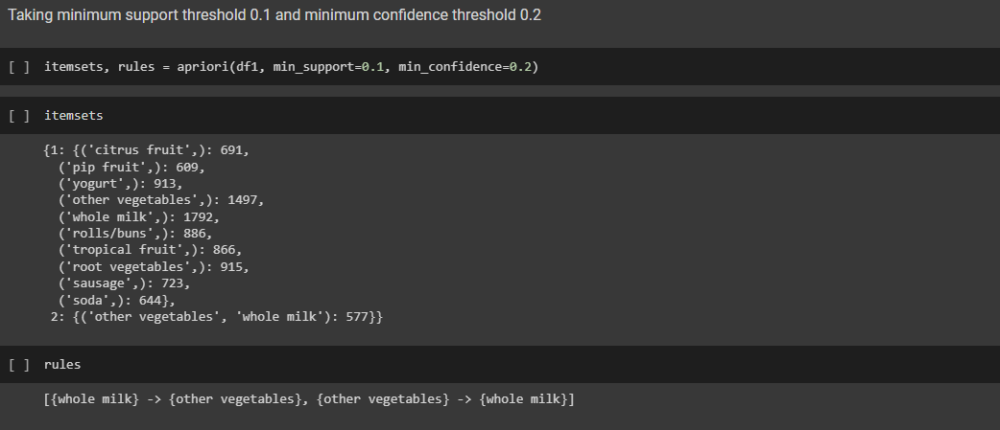 Taking minimum support threshold 0.1 and minimum confidence threshold 0.2
[ ] itemsets, rules = apriori(df1, min_support=0.1, min_confidence=0.2)
[ ] itemsets
{1: {('citrus fruit',): 691,
('pip fruit',): 609,
('yogurt',): 913,
('other vegetables',): 1497,
('whole milk',): 1792,
('rolls/buns',): 886,
('tropical fruit',): 866,
('root vegetables',): 915,
('sausage',): 723,
('soda',): 644},
2: {('other vegetables', 'whole milk'): 577}}
[ ] rules
[{whole milk} -> {other vegetables}, {other vegetables} -> {whole milk}]